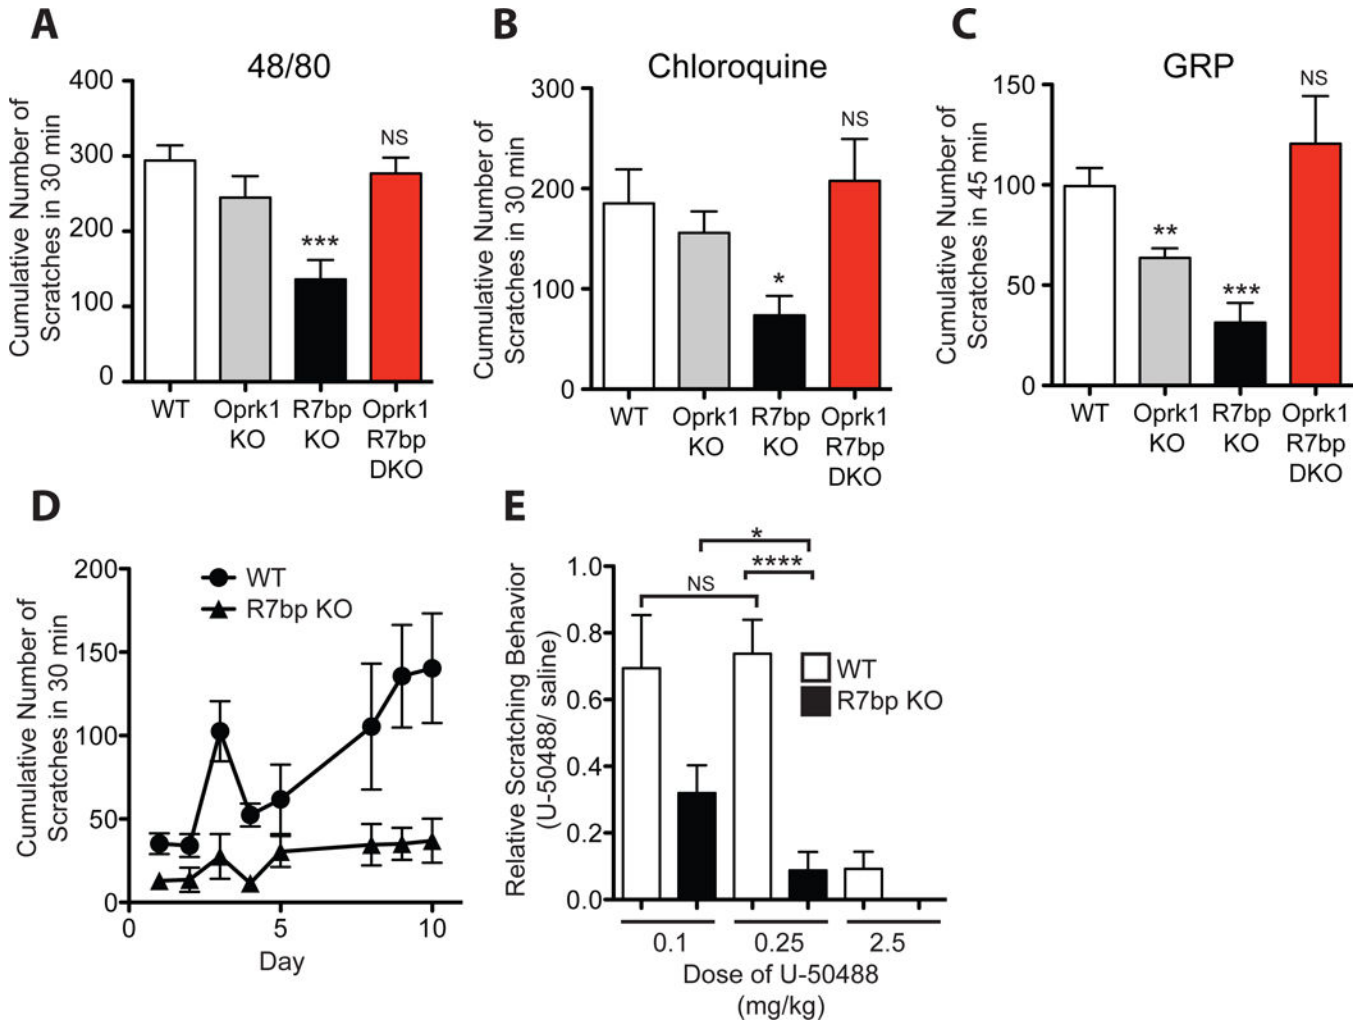 A
48/80
Cumulative Number of
Scratches in 30 min
400
300
200
100
0
***
NS
WT
Oprk1
KO
R7bp
KO
Oprk1
R7bp
DKO
B
Chloroquine
Cumulative Number of
Scratches in 30 min
300
200
100
0
*
NS
WT
Oprk1
KO
R7bp
KO
Oprk1
R7bp
DKO
C
GRP
Cumulative Number of
Scratches in 45 min
150
100
50
0
**
***
NS
WT
Oprk1
KO
R7bp
KO
Oprk1
R7bp
DKO
D
Cumulative Number of
Scratches in 30 min
200
150
100
50
0
WT
R7bp KO
0
5
10
Day
E
Relative Scratching Behavior
(U-50488/ saline)
1.0
0.8
0.6
0.4
0.2
0.0
*
****
NS
WT
R7bp KO
0.1
0.25
2.5
Dose of U-50488
(mg/kg)